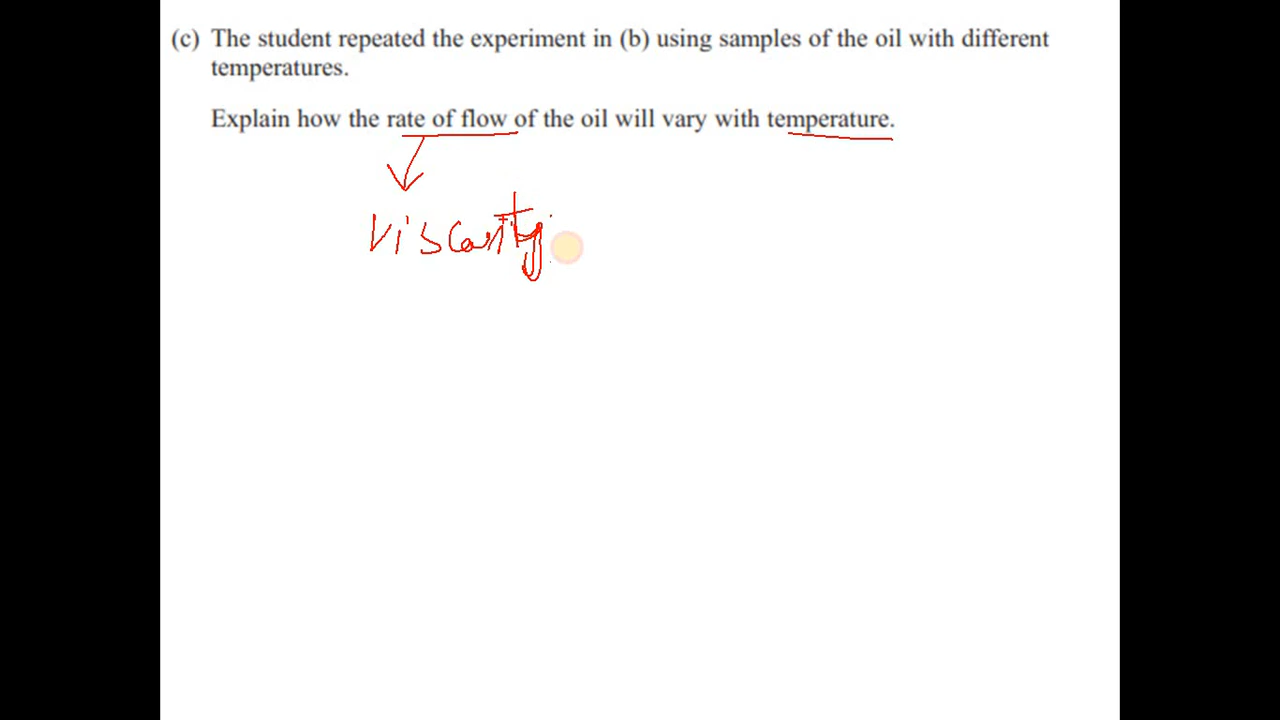 (c) The student repeated the experiment in (b) using samples of the oil with different
temperatures.
Explain how the rate of flow of the oil will vary with temperature.
Viscosity